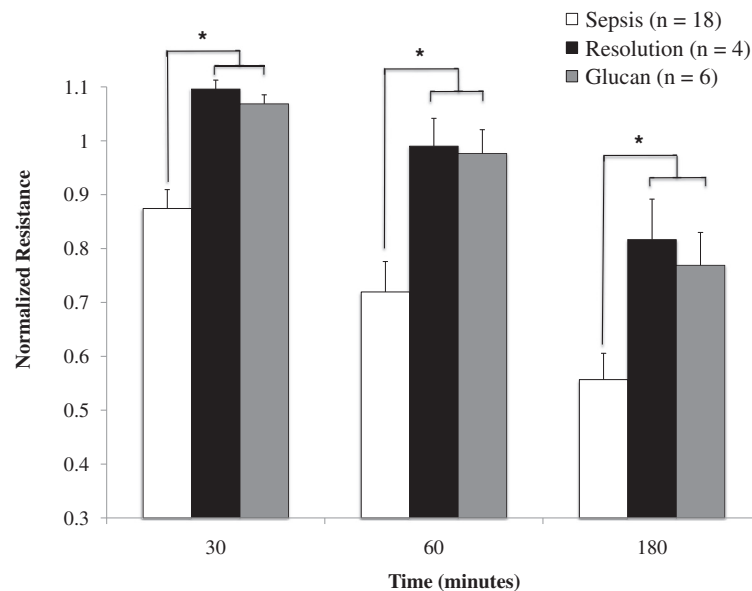 Sepsis (n = 18)
Resolution (n = 4)
Glucan (n = 6)
*
*
*
1.1
1
0.9
0.8
0.7
0.6
0.5
0.4
0.3
Normalized Resistance
30 60 180
Time (minutes)